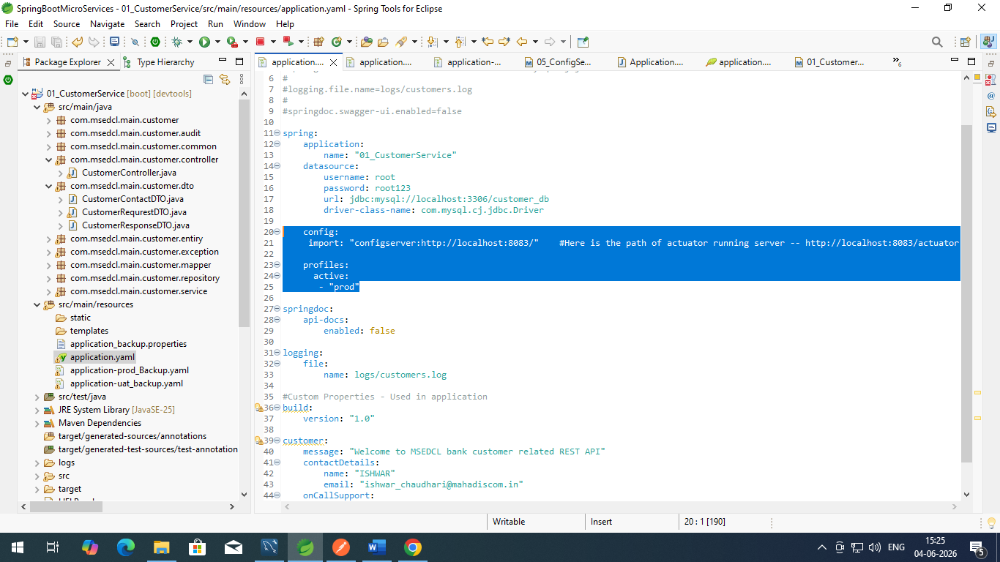 SpringBootMicroServices - 01_CustomerService/src/main/resources/application.yaml - Spring Tools for Eclipse
File Edit Source Navigate Search Project Run Window Help
Package Explorer Type Hierarchy
application.... application.... application-... 05_ConfigSe... Application.... application.... 01_Customer... »6
01_CustomerService [boot] [devtools]
src/main/java
com.msedcl.main.customer
com.msedcl.main.customer.audit
com.msedcl.main.customer.common
com.msedcl.main.customer.controller
CustomerController.java
com.msedcl.main.customer.dto
CustomerContactDTO.java
CustomerRequrestDTO.java
CustomerResponseDTO.java
com.msedcl.main.customer.entiry
com.msedcl.main.customer.exception
com.msedcl.main.customer.mapper
com.msedcl.main.customer.repository
com.msedcl.main.customer.service
src/main/resources
static
templates
application_backup.properties
application.yaml
application-prod_Backup.yaml
application-uat_backup.yaml
src/test/java
JRE System Library [JavaSE-25]
Maven Dependencies
target/generated-sources/annotations
target/generated-test-sources/test-annotation
logs
src
target
6 #
7 #logging.file.name=logs/customers.log
8 #
9 #springdoc.swagger-ui.enabled=false
10
11 spring:
12 application:
13 name: "01_CustomerService"
14 datasource:
15 username: root
16 password: root123
17 url: jdbc:mysql://localhost:3306/customer_db
18 driver-class-name: com.mysql.cj.jdbc.Driver
19
20 config:
21 import: "configserver:http://localhost:8083/" #Here is the path of actuator running server -- http://localhost:8083/actuator
22
23 profiles:
24 active:
25 - "prod"
26
27 springdoc:
28 api-docs:
29 enabled: false
30
31 logging:
32 file:
33 name: logs/customers.log
34
35 #Custom Properties - Used in application
36 build:
37 version: "1.0"
38
39 customer:
40 message: "Welcome to MSEDCL bank customer related REST API"
41 contactDetails:
42 name: "ISHWAR"
43 email: "ishwar_chaudhari@mahadiscom.in"
44 onCallSupport:
Writable Insert 20 : 1 [190]
ENG 15:25
04-06-2026
5